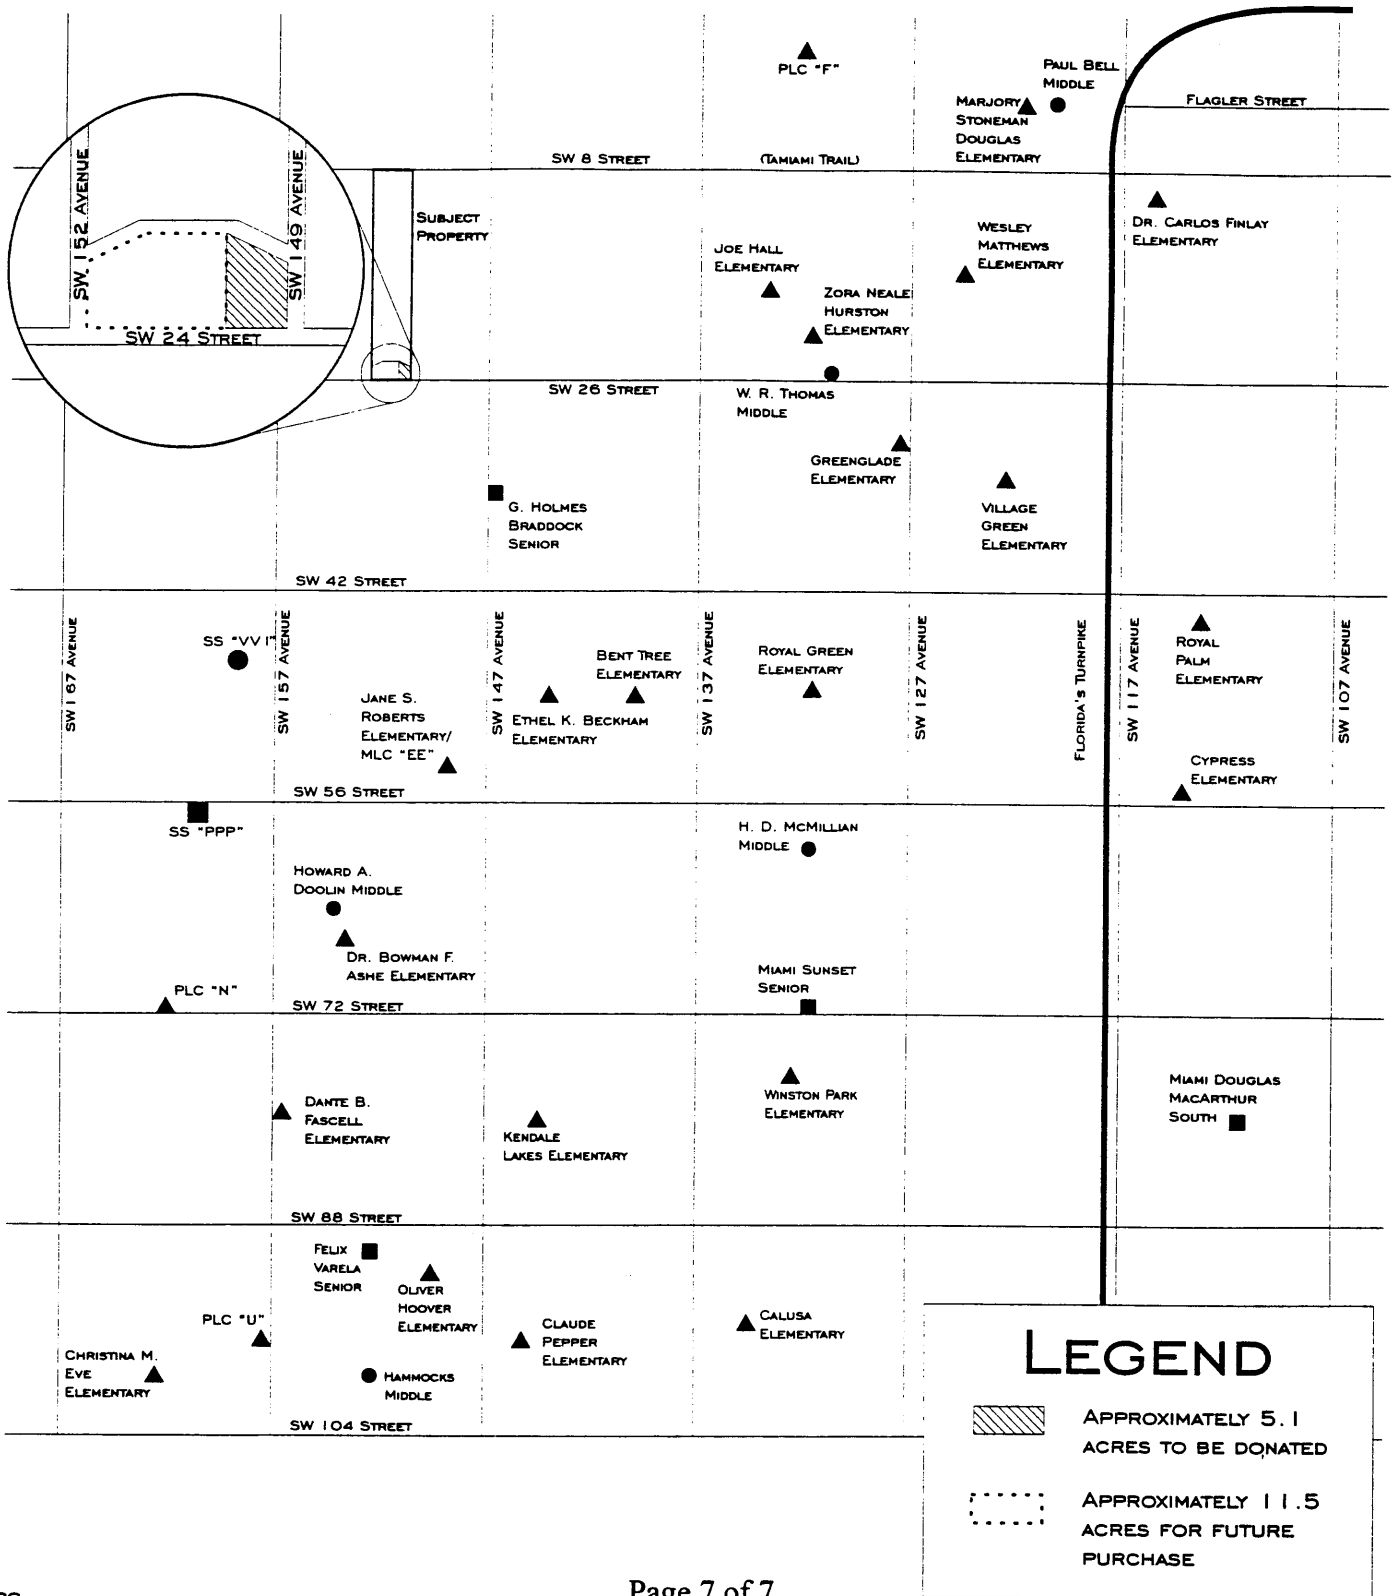 PLC "F"
PAUL BELL
MIDDLE
FLAGLER STREET
MARJORY
STONEMAN
DOUGLAS
ELEMENTARY
SW 8 STREET
(TAMIAMI TRAIL)
SW 152 AVENUE
SW 149 AVENUE
SW 24 STREET
SUBJECT
PROPERTY
DR. CARLOS FINLAY
ELEMENTARY
WESLEY
MATTHEWS
ELEMENTARY
JOE HALL
ELEMENTARY
ZORA NEALE
HURSTON
ELEMENTARY
SW 26 STREET
W. R. THOMAS
MIDDLE
GREENGLADE
ELEMENTARY
G. HOLMES
BRADDOCK
SENIOR
VILLAGE
GREEN
ELEMENTARY
SW 42 STREET
SW 167 AVENUE
SS "VV1"
SW 157 AVENUE
JANE S.
ROBERTS
ELEMENTARY/
MLC "EE"
SW 147 AVENUE
BENT TREE
ELEMENTARY
ETHEL K. BECKHAM
ELEMENTARY
SW 137 AVENUE
ROYAL GREEN
ELEMENTARY
SW 127 AVENUE
FLORIDA'S TURNPIKE
SW 117 AVENUE
ROYAL
PALM
ELEMENTARY
SW 107 AVENUE
CYPRESS
ELEMENTARY
SW 56 STREET
SS "PPP"
H. D. MCMILLIAN
MIDDLE
HOWARD A.
DOOLIN MIDDLE
DR. BOWMAN F.
ASHE ELEMENTARY
PLC "N"
MIAMI SUNSET
SENIOR
SW 72 STREET
WINSTON PARK
ELEMENTARY
MIAMI DOUGLAS
MACARTHUR
SOUTH
DANTE B.
FASCELL
ELEMENTARY
KENDALE
LAKES ELEMENTARY
SW 88 STREET
FELIX
VARELA
SENIOR
OLIVER
HOOVER
ELEMENTARY
PLC "U"
CLAUDE
PEPPER
ELEMENTARY
CALUSA
ELEMENTARY
CHRISTINA M.
EVE
ELEMENTARY
HAMMOCKS
MIDDLE
SW 104 STREET
LEGEND
APPROXIMATELY 5.1
ACRES TO BE DONATED
APPROXIMATELY 11.5
ACRES FOR FUTURE
PURCHASE
Page 7 of 7